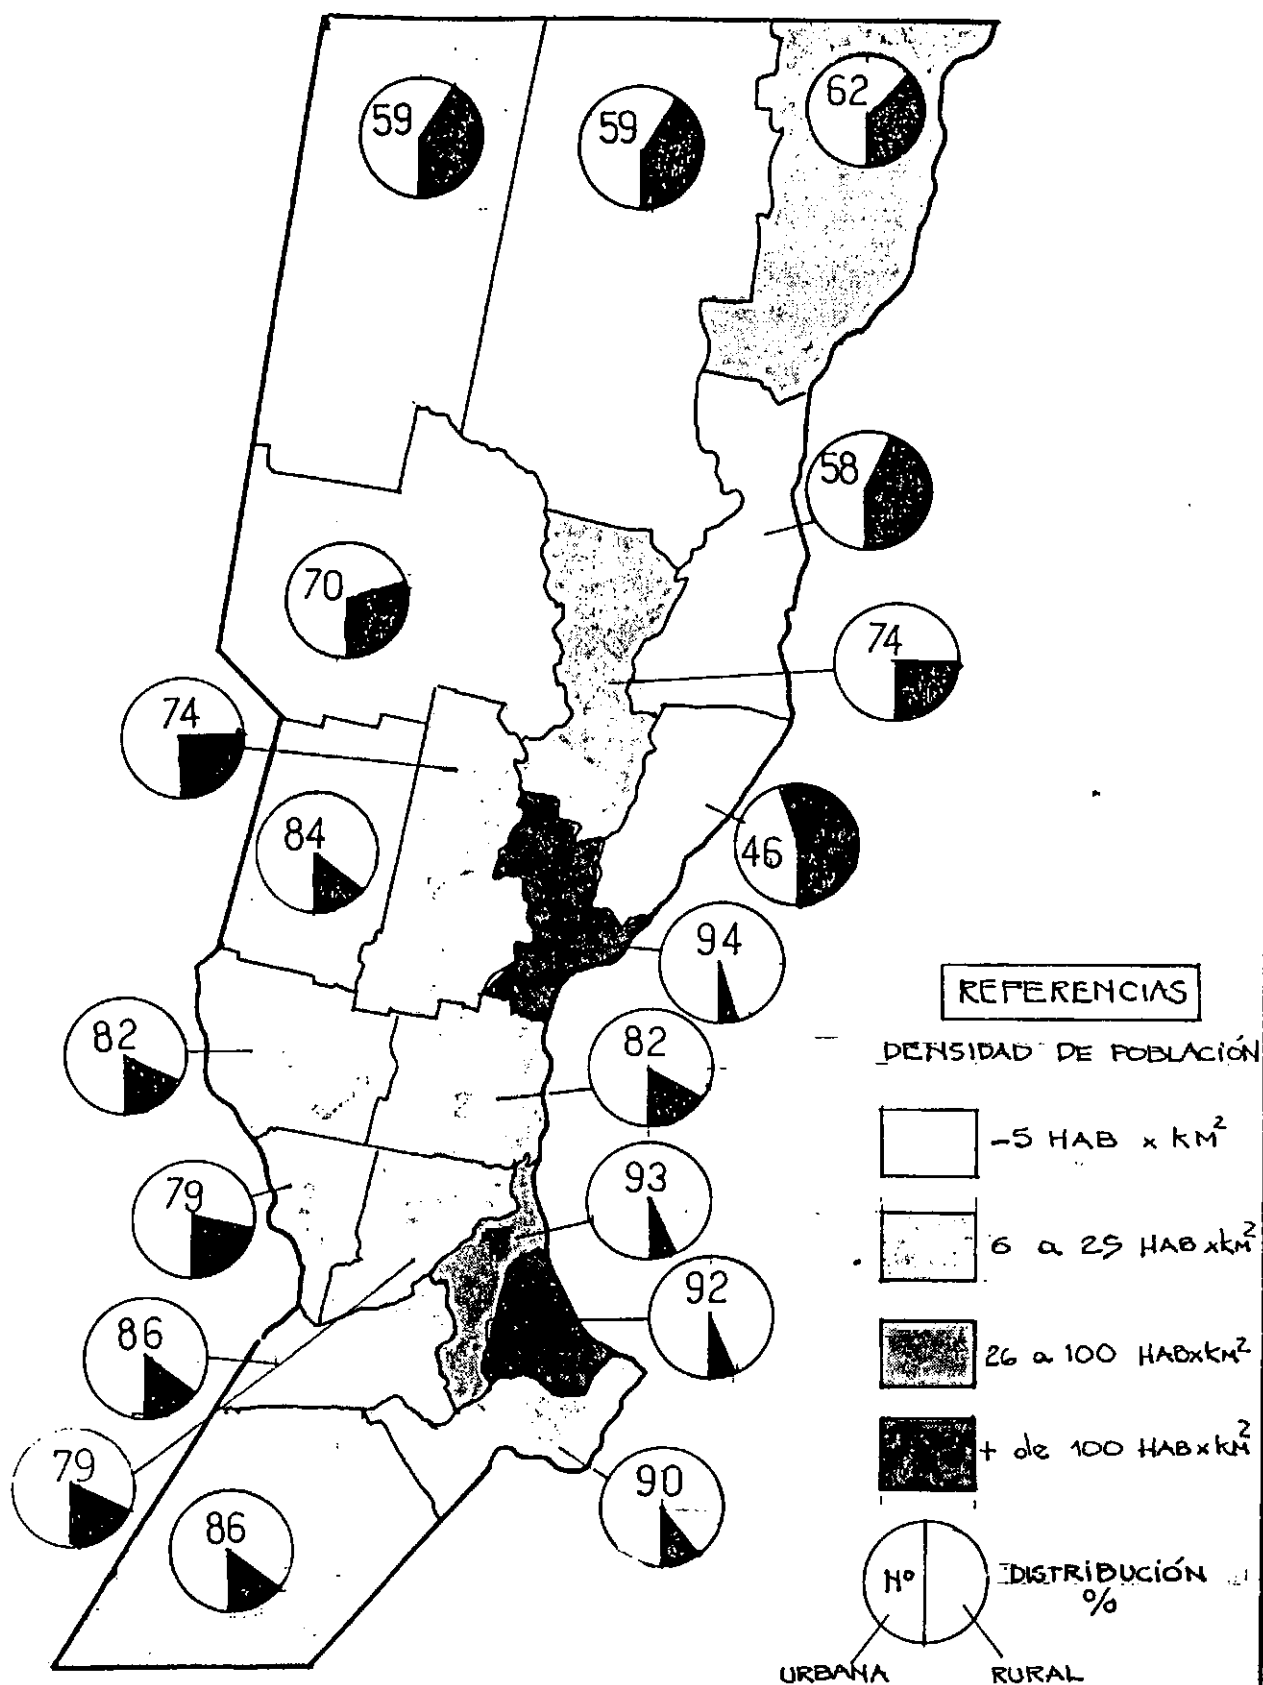 59
59
62
58
70
74
74
84
46
94
82
82
93
79
92
86
79
90
86
REFERENCIAS
DENSIDAD DE POBLACIÓN
-5 HAB x KM²
6 a 25 HAB x KM²
26 a 100 HAB x KM²
+ de 100 HAB x KM²
Nº
DISTRIBUCIÓN
%
URBANA
RURAL